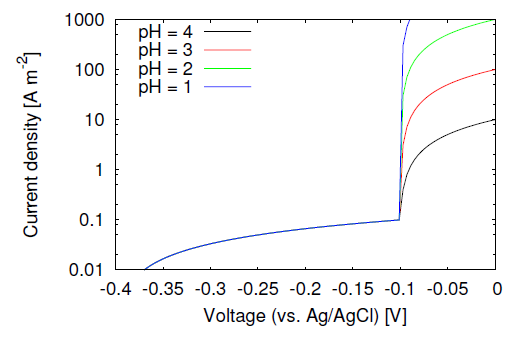 1000
100
10
1
0.1
0.01
Current density [A m-2]
pH = 4
pH = 3
pH = 2
pH = 1
-0.4 -0.35 -0.3 -0.25 -0.2 -0.15 -0.1 -0.05 0
Voltage (vs. Ag/AgCl) [V]